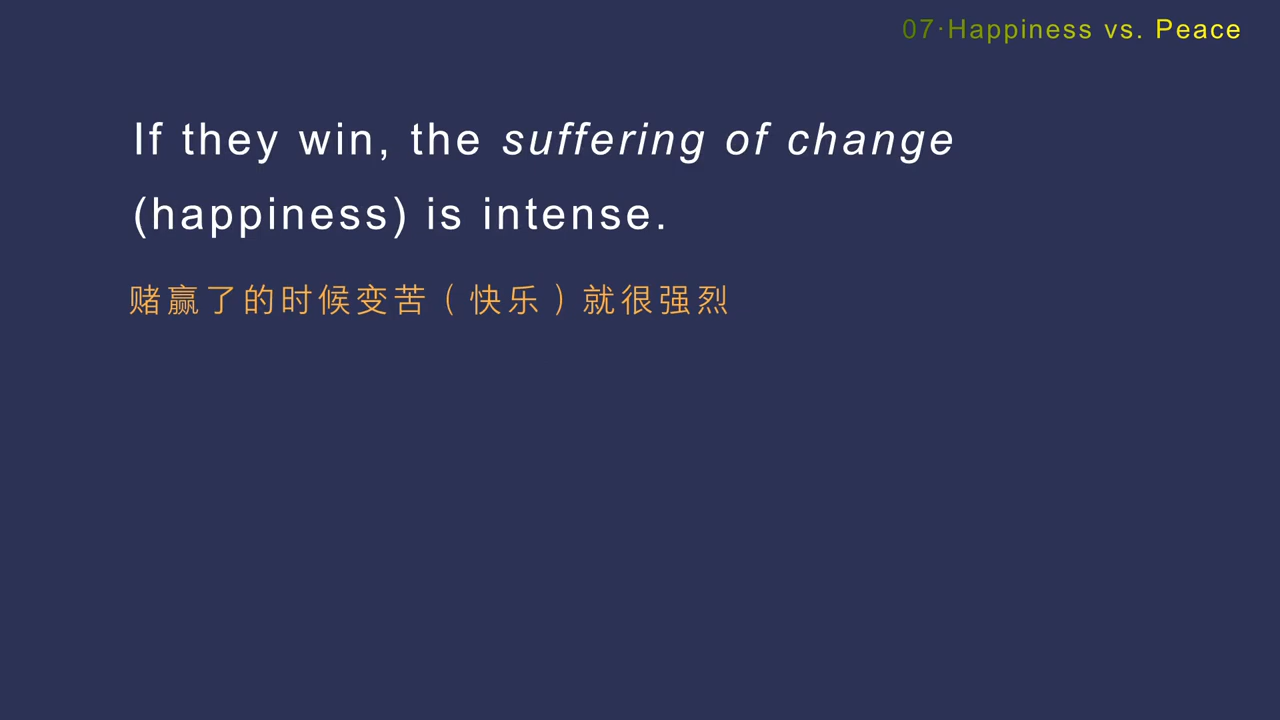 07·Happiness vs. Peace
If they win, the suffering of change
(happiness) is intense.
赌赢了的时候变苦（快乐）就很强烈